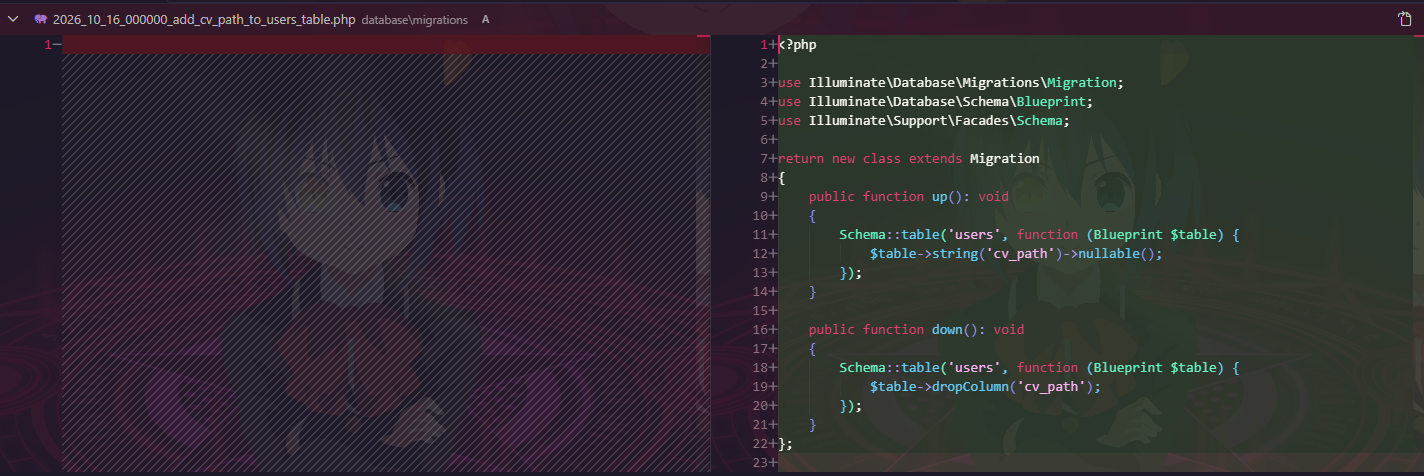 2026_10_16_000000_add_cv_path_to_users_table.php database\migrations A
1-
1+<?php
2+
3+use Illuminate\Database\Migrations\Migration;
4+use Illuminate\Database\Schema\Blueprint;
5+use Illuminate\Support\Facades\Schema;
6+
7+return new class extends Migration
8+{
9+    public function up(): void
10+    {
11+        Schema::table('users', function (Blueprint $table) {
12+            $table->string('cv_path')->nullable();
13+        });
14+    }
15+
16+    public function down(): void
17+    {
18+        Schema::table('users', function (Blueprint $table) {
19+            $table->dropColumn('cv_path');
20+        });
21+    }
22+};
23+